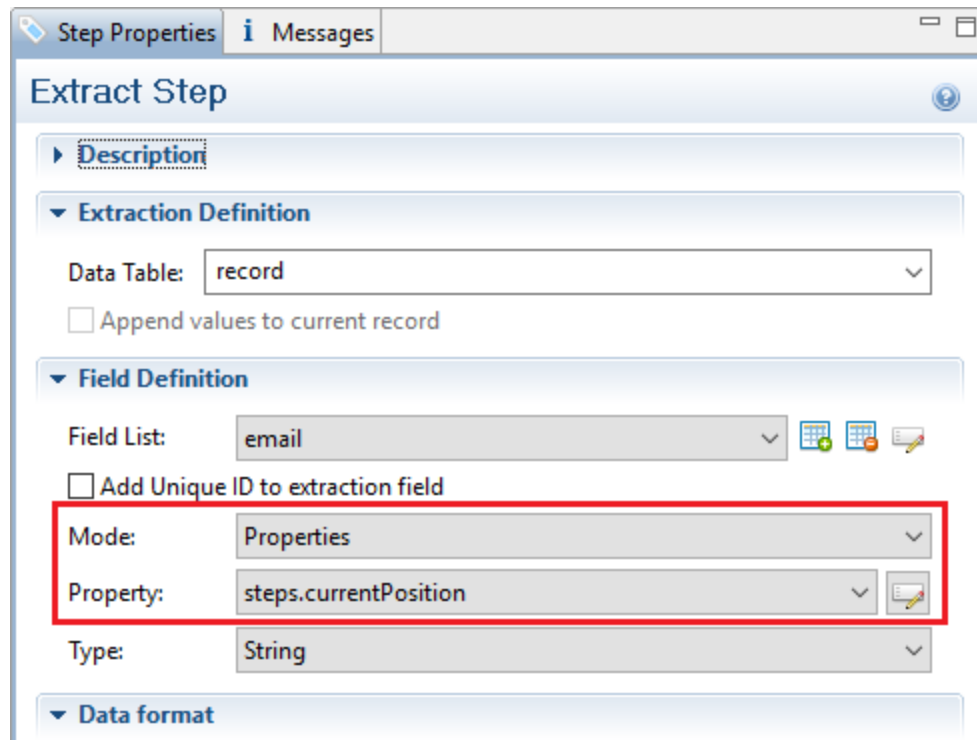 Step Properties i Messages
Extract Step
Description
Extraction Definition
Data Table: record
Append values to current record
Field Definition
Field List: email
Add Unique ID to extraction field
Mode: Properties
Property: steps.currentPosition
Type: String
Data format